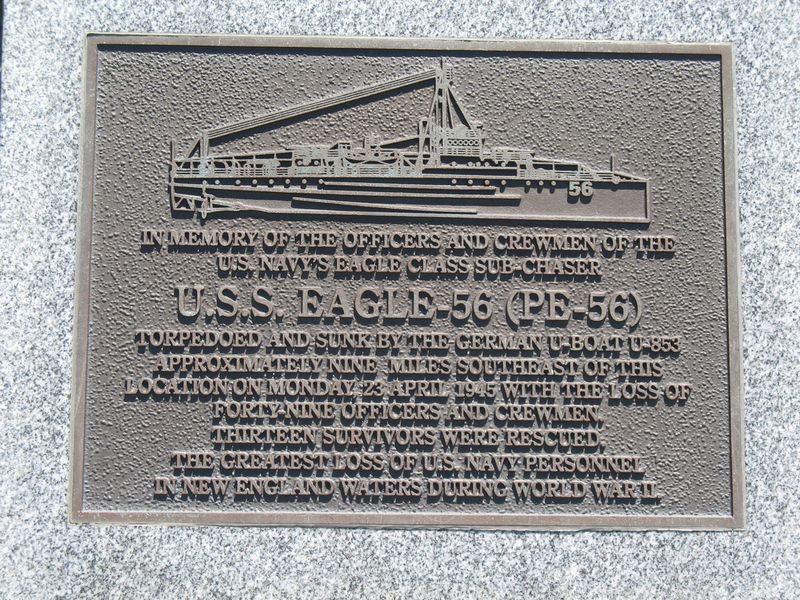 56
IN MEMORY OF THE OFFICERS AND CREWMEN OF THE
U.S. NAVY'S EAGLE CLASS SUB-CHASER
U.S.S. EAGLE-56 (PE-56)
TORPEDOED AND SUNK BY THE GERMAN U-BOAT U-853
APPROXIMATELY NINE MILES SOUTHEAST OF THIS
LOCATION ON MONDAY, 23 APRIL 1945 WITH THE LOSS OF
FORTY-NINE OFFICERS AND CREWMEN.
THIRTEEN SURVIVORS WERE RESCUED.
THE GREATEST LOSS OF U.S. NAVY PERSONNEL
IN NEW ENGLAND WATERS DURING WORLD WAR II.